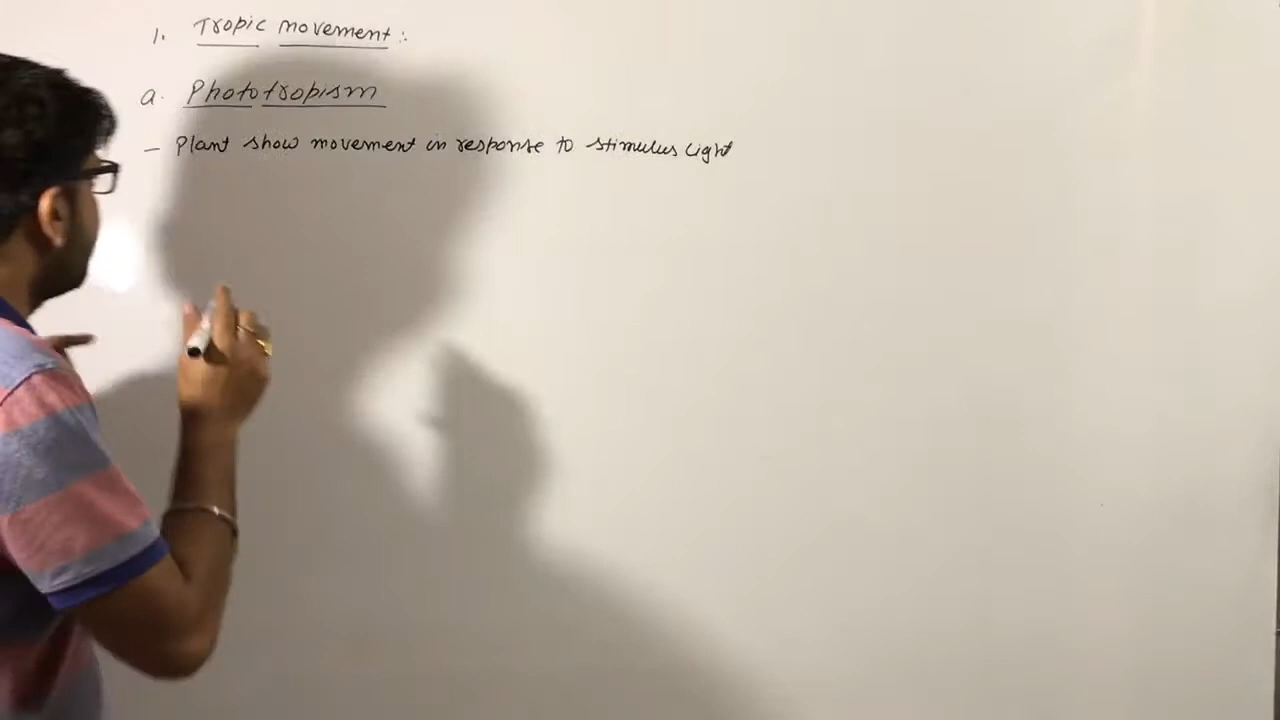 1. Tropic movement :
a. Phototropism
- Plant show movement in response to stimulus Light